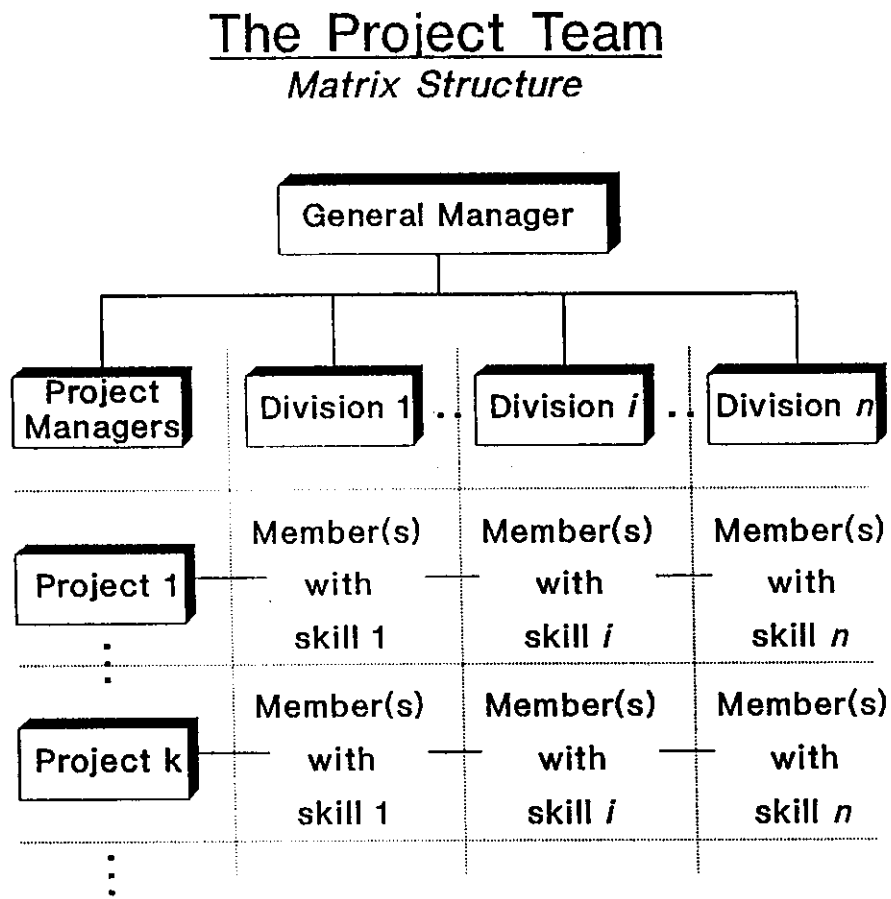 The Project Team
Matrix Structure
General Manager
Project
Managers
Division 1 .. Division i .. Division n
Member(s) Member(s) Member(s)
Project 1 with with with
skill 1 skill i skill n
Member(s) Member(s) Member(s)
Project k with with with
skill 1 skill i skill n